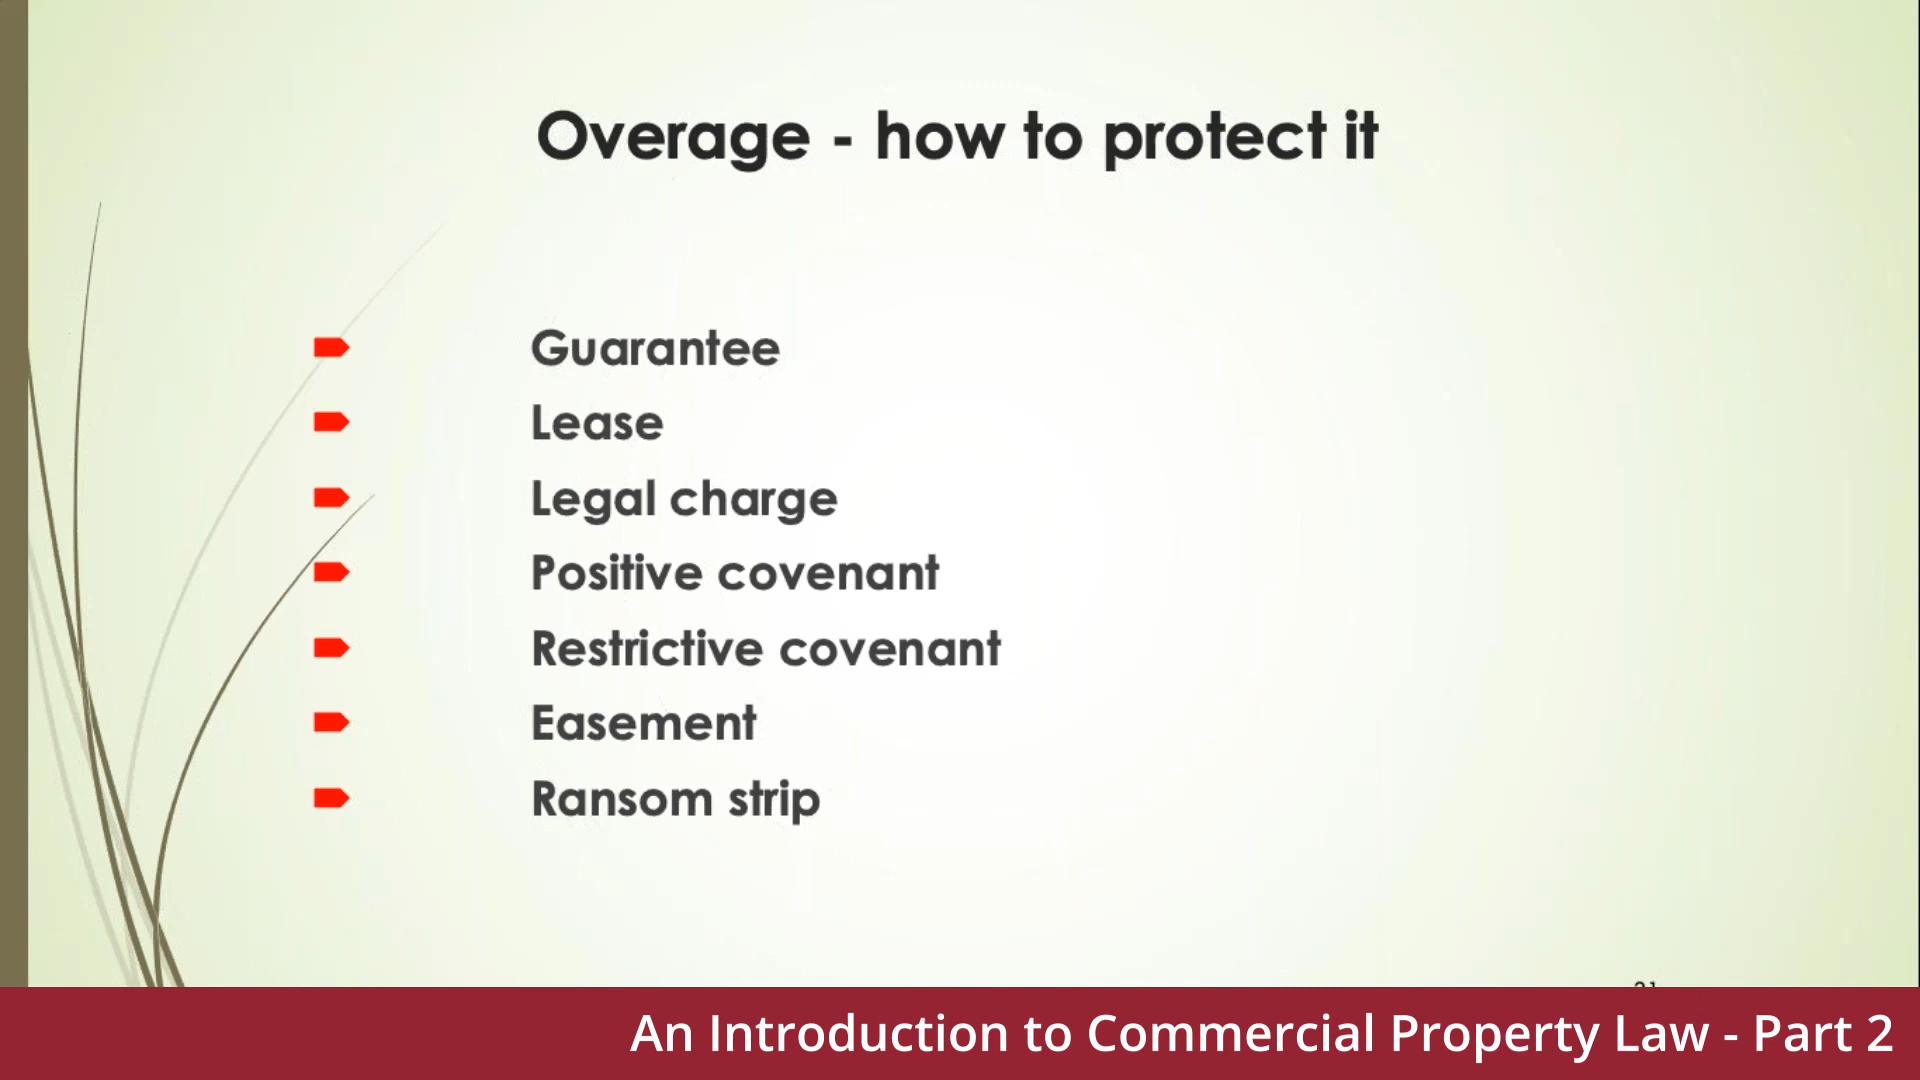 Overage - how to protect it
Guarantee
Lease
Legal charge
Positive covenant
Restrictive covenant
Easement
Ransom strip
An Introduction to Commercial Property Law - Part 2